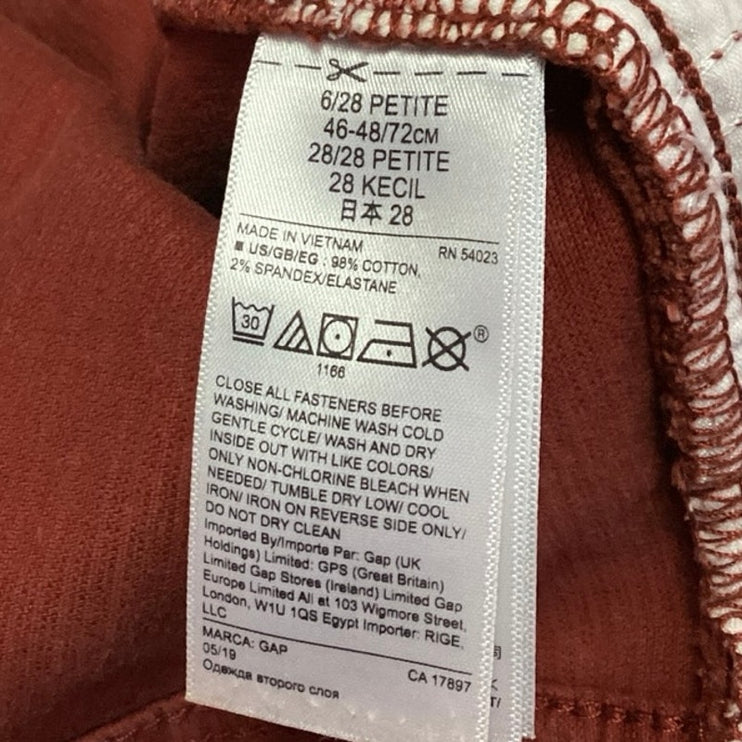 6/28 PETITE
46-48/72CM
28/28 PETITE
28 KECIL
日本 28
MADE IN VIETNAM RN 54023
■ US/GB/EG : 98% COTTON,
2% SPANDEX/ELASTANE
30 ®
1166
CLOSE ALL FASTENERS BEFORE
WASHING/ MACHINE WASH COLD
GENTLE CYCLE/ WASH AND DRY
INSIDE OUT WITH LIKE COLORS/
ONLY NON-CHLORINE BLEACH WHEN
NEEDED/ TUMBLE DRY LOW/ COOL
IRON/ IRON ON REVERSE SIDE ONLY/
DO NOT DRY CLEAN
Imported By/Importe Par: Gap (UK
Holdings) Limited: GPS (Great Britain)
Limited Gap Stores (Ireland) Limited Gap
Europe Limited All at 103 Wigmore Street,
London, W1U 1QS Egypt Importer: RIGE,
LLC
MARCA: GAP
05/19 CA 17897
Одежда второго слоя